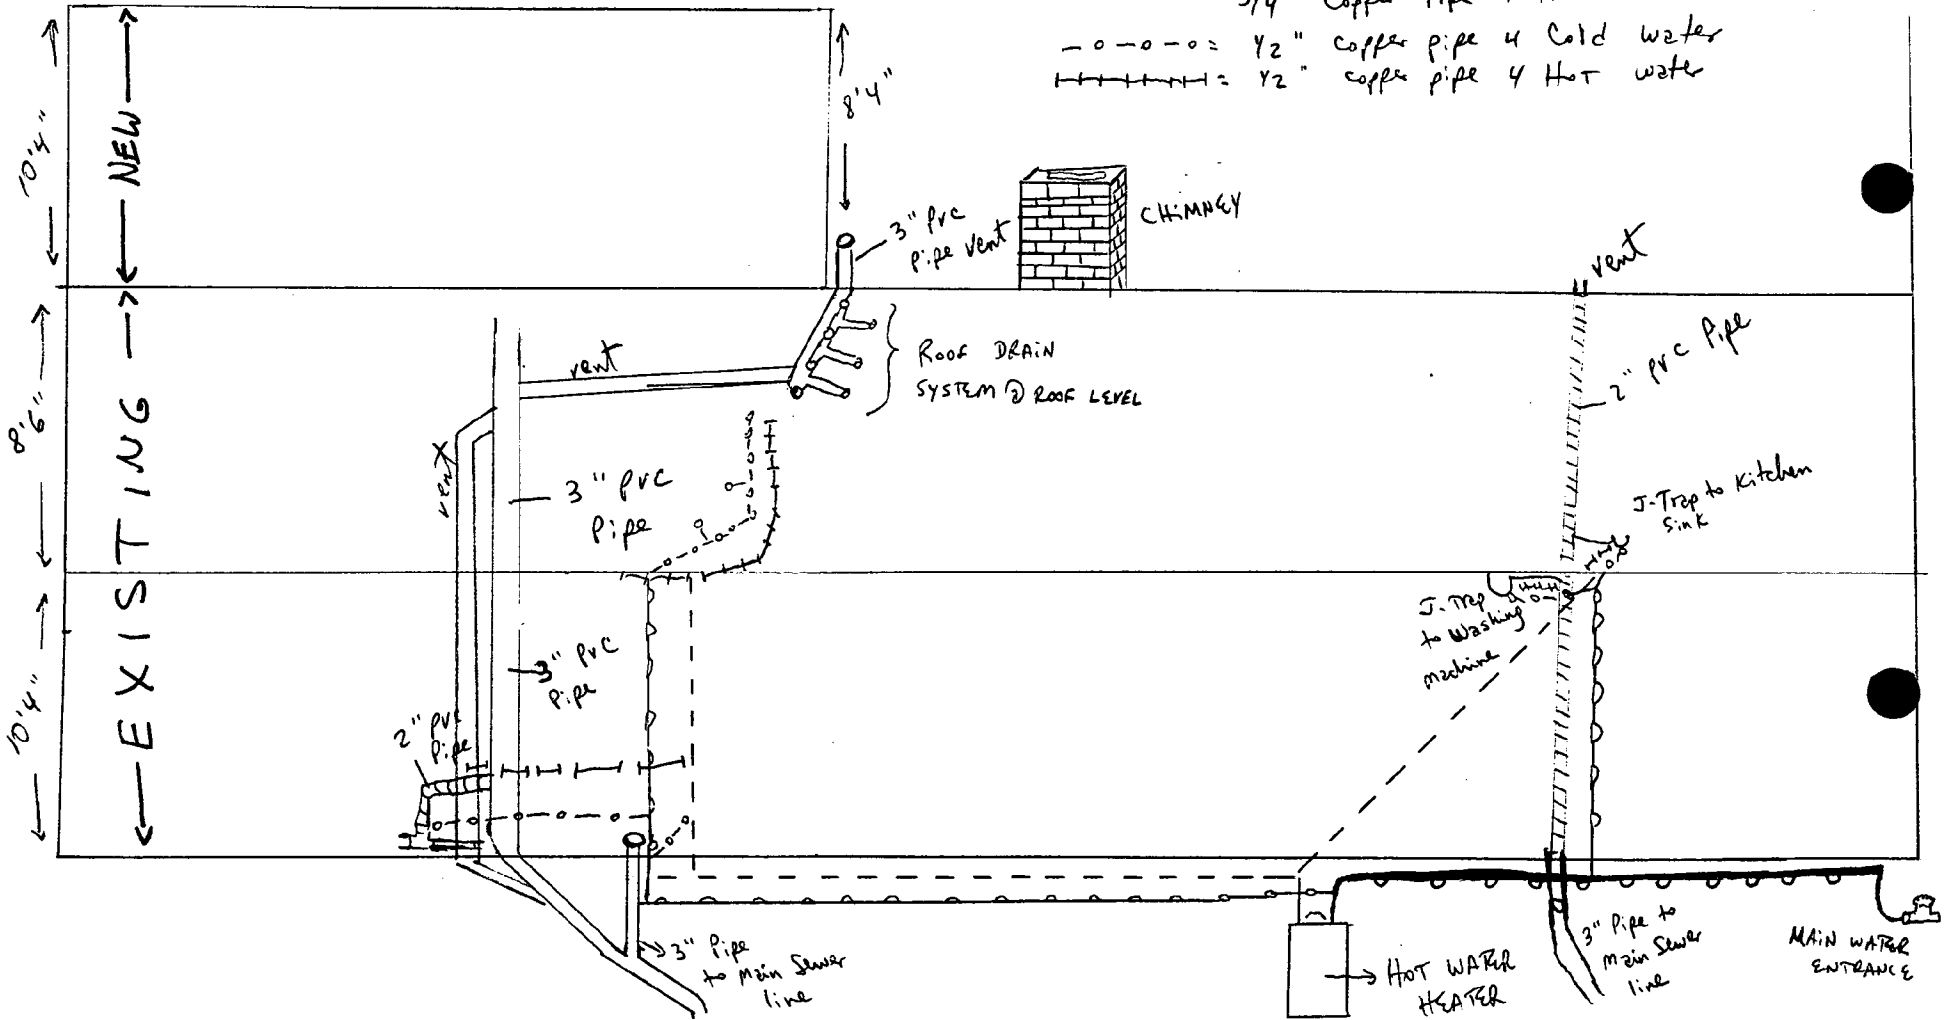 3/4" copper pipe
= 1/2" copper pipe 4 Cold water
= 1/2" copper pipe 4 Hot water
10'4"
NEW
8'4"
3" PVC
pipe vent
CHIMNEY
vent
8'6"
EXISTING
vent
ROOF DRAIN
SYSTEM @ ROOF LEVEL
2" PVC Pipe
vent
3" PVC
Pipe
J-Trap to Kitchen
Sink
J-Trap
to Washing
machine
10'4"
3" PVC
Pipe
2" PVC
Pipe
3" Pipe
to Main Sewer
line
HOT WATER
HEATER
3" Pipe to
Main Sewer
line
MAIN WATER
ENTRANCE